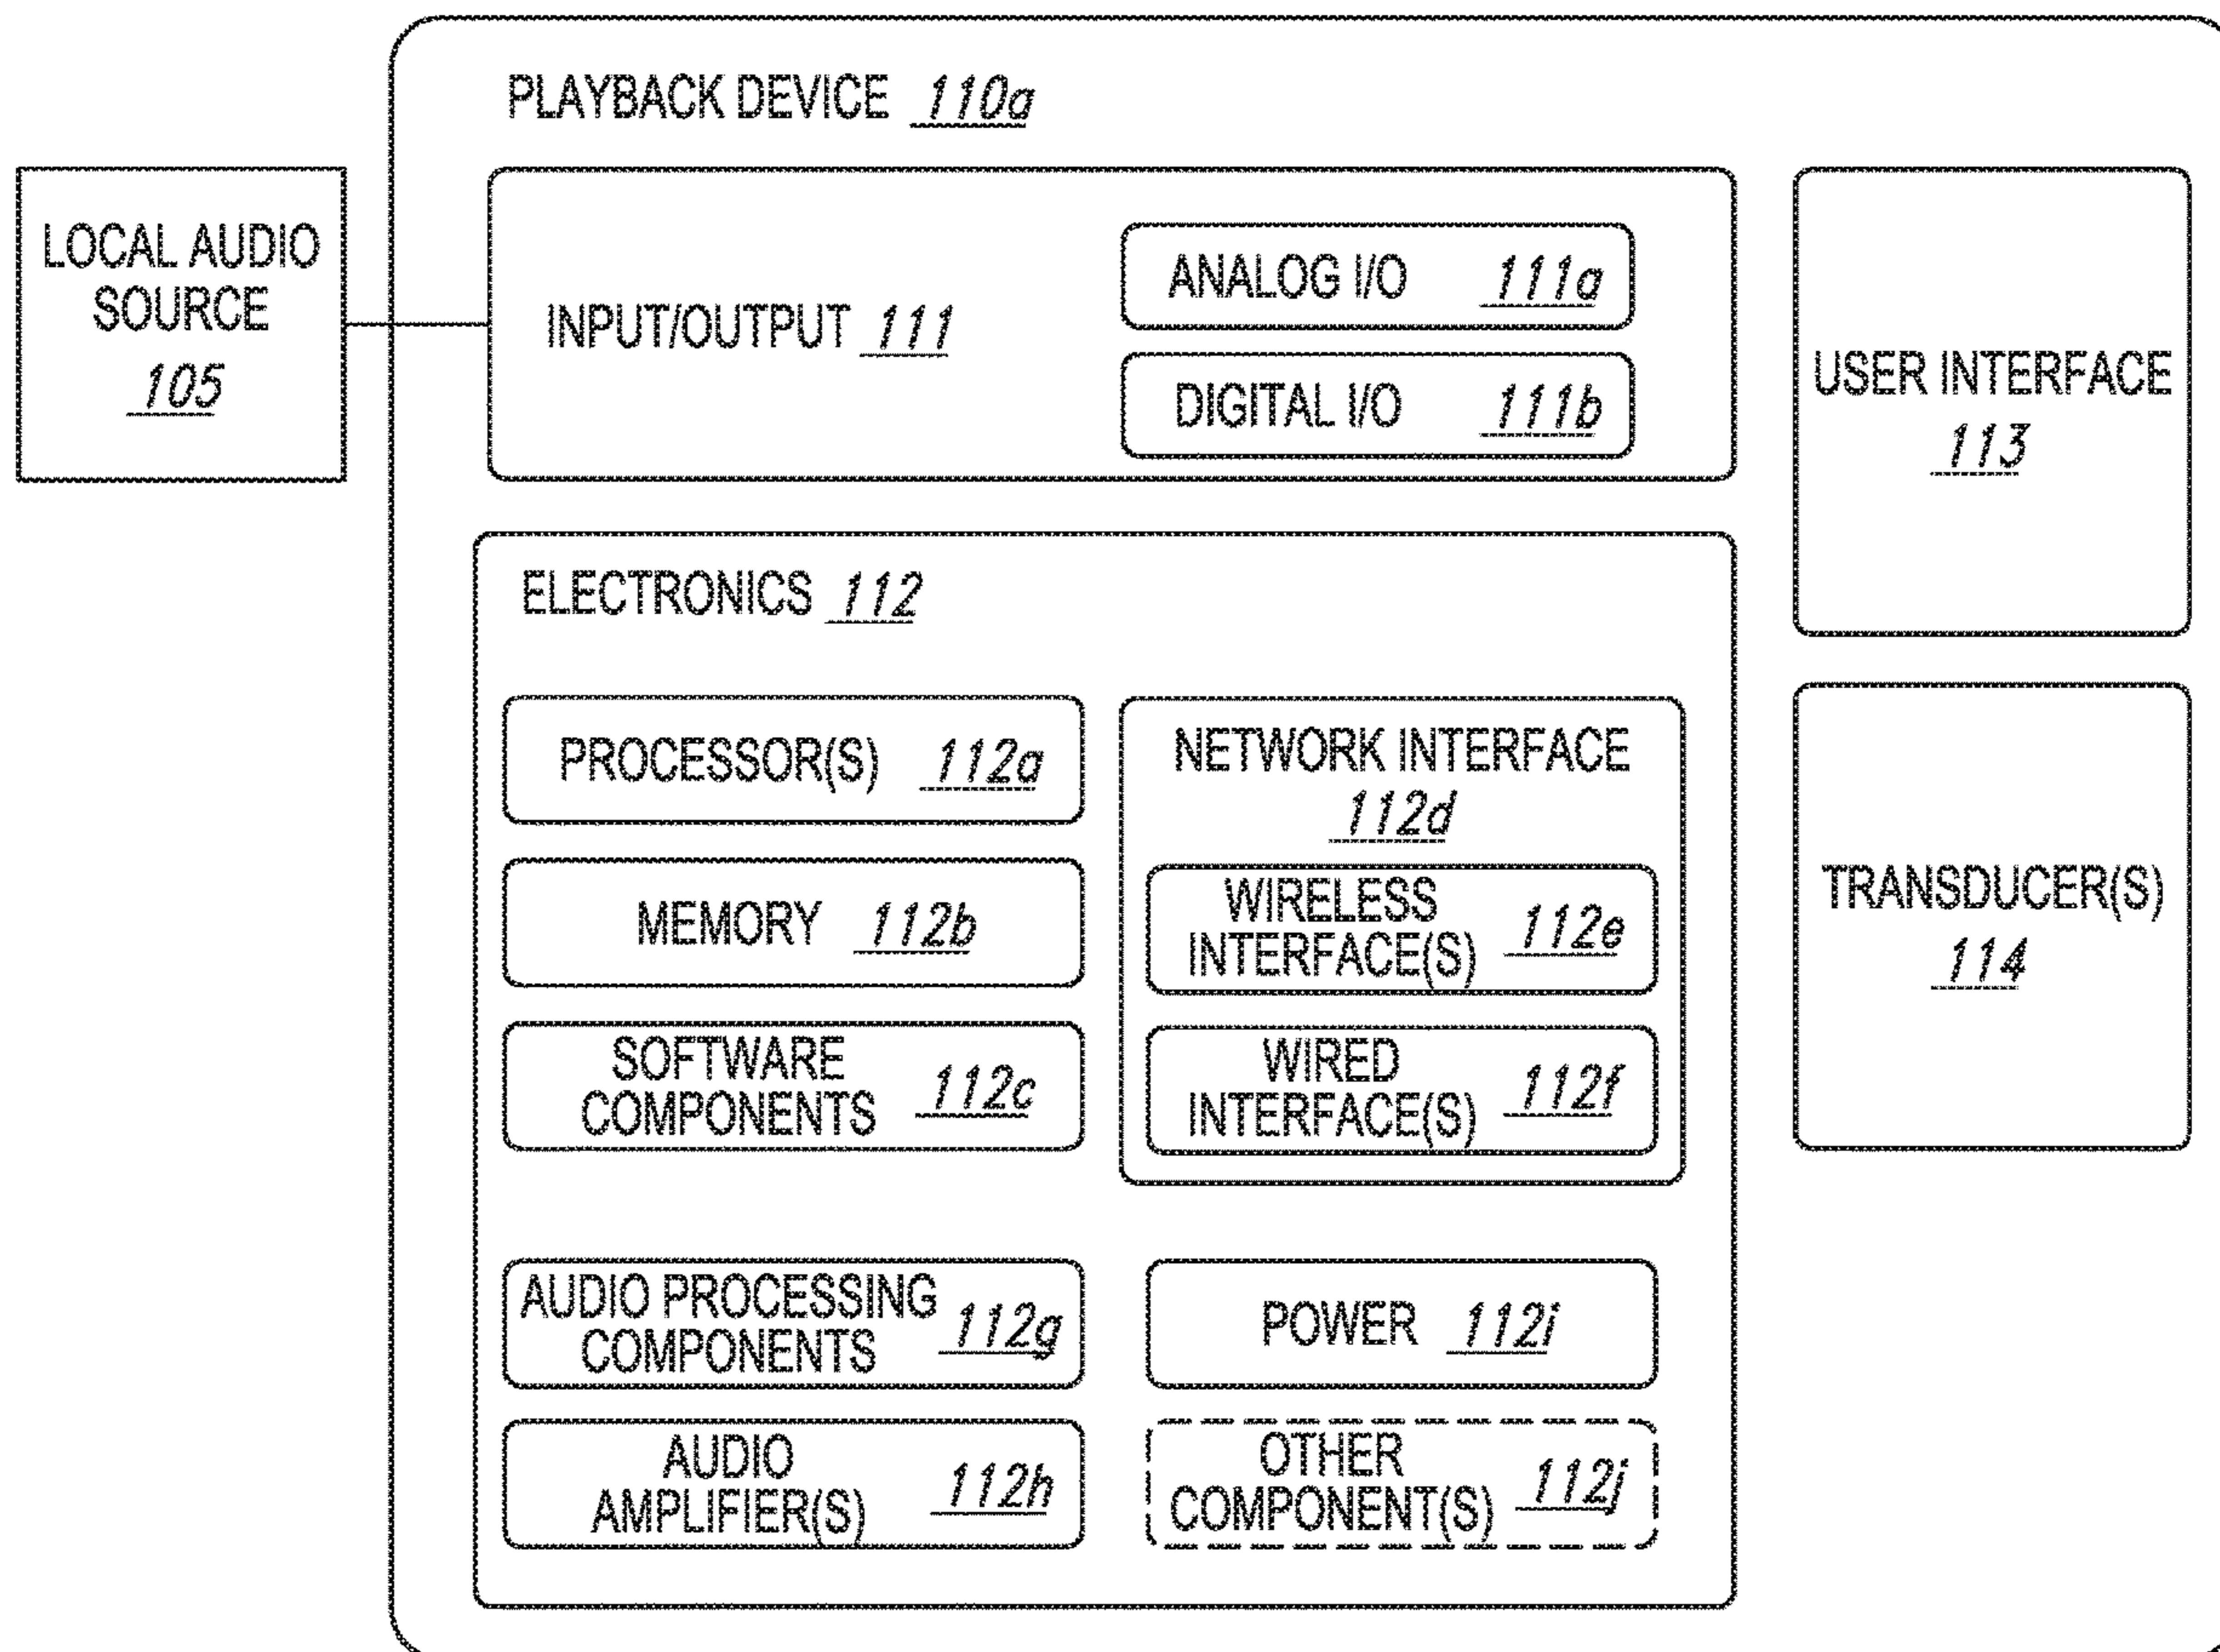 PLAYBACK DEVICE 110a
LOCAL AUDIO
SOURCE
105
INPUT/OUTPUT 111
ANALOG I/O 111a
DIGITAL I/O 111b
USER INTERFACE
113
ELECTRONICS 112
PROCESSOR(S) 112a
MEMORY 112b
SOFTWARE
COMPONENTS 112c
NETWORK INTERFACE
112d
WIRELESS
INTERFACE(S) 112e
WIRED
INTERFACE(S) 112f
TRANSDUCER(S)
114
AUDIO PROCESSING
COMPONENTS 112g
POWER 112i
AUDIO
AMPLIFIER(S) 112h
OTHER
COMPONENT(S) 112j